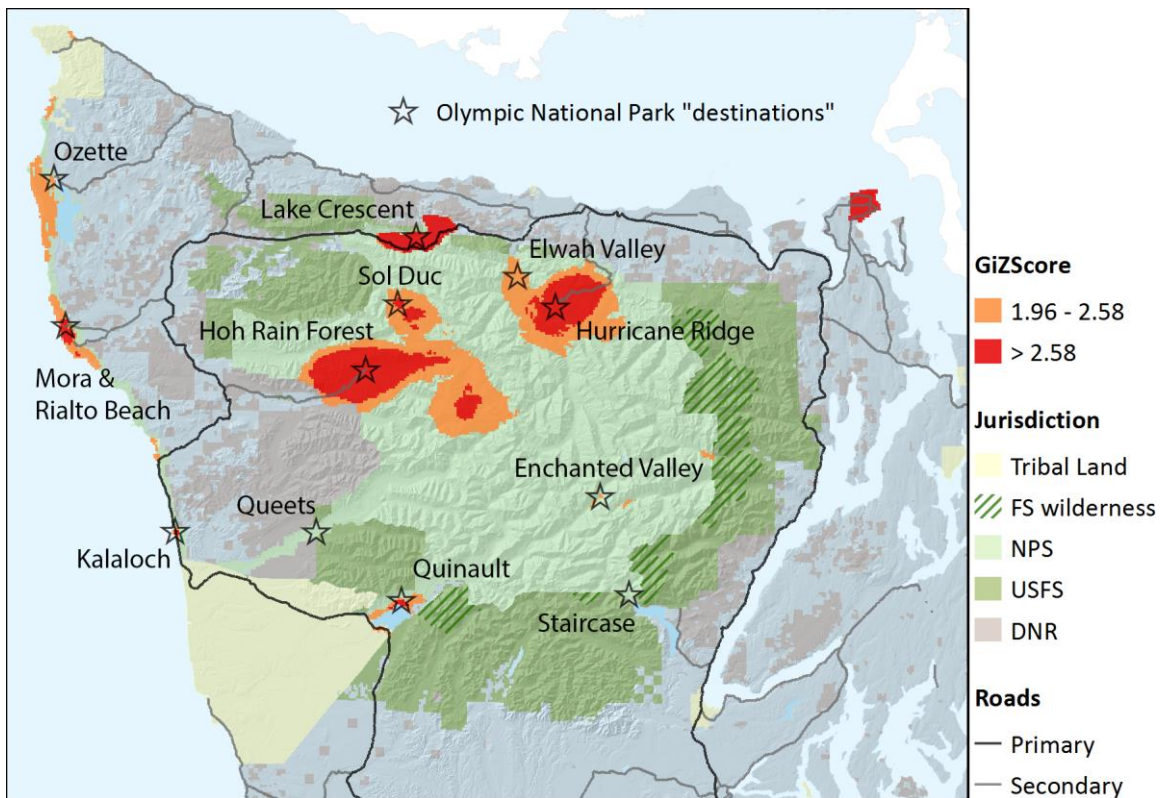 Olympic National Park "destinations"
Ozette
Lake Crescent
Elwah Valley
Sol Duc
Hoh Rain Forest
Hurricane Ridge
Mora &
Rialto Beach
Enchanted Valley
Queets
Kalaloch
Quinault
Staircase
GiZScore
1.96 - 2.58
> 2.58
Jurisdiction
Tribal Land
FS wilderness
NPS
USFS
DNR
Roads
Primary
Secondary